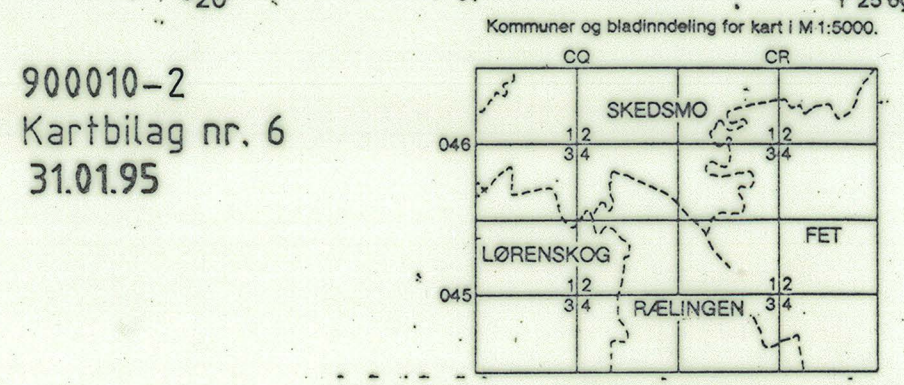 20
900010-2
Kartbilag nr. 6
31.01.95
Kommuner og bladinndeling for kart i M 1:5000.
CQ CR
SKEDSMO
046
1 2 1 2
3 4 3 4
FET
LØRENSKOG
045
1 2 1 2
3 4 3 4
RÆLINGEN